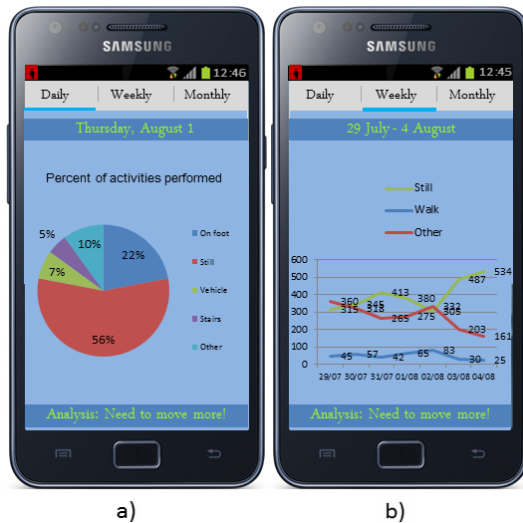 SAMSUNG
12:46
Daily Weekly Monthly
Thursday, August 1
Percent of activities performed
5%
10%
22%
7%
56%
On foot
Still
Vehicle
Stairs
Other
Analysis: Need to move more!
a)
SAMSUNG
12:45
Daily Weekly Monthly
29 July - 4 August
Still
Walk
Other
600
500
400
300
200
100
0
315 345 413 380 305 487 534
360 318 265 275 332 203 161
45 57 42 65 83 30 25
29/07 30/07 31/07 01/08 02/08 03/08 04/08
Analysis: Need to move more!
b)